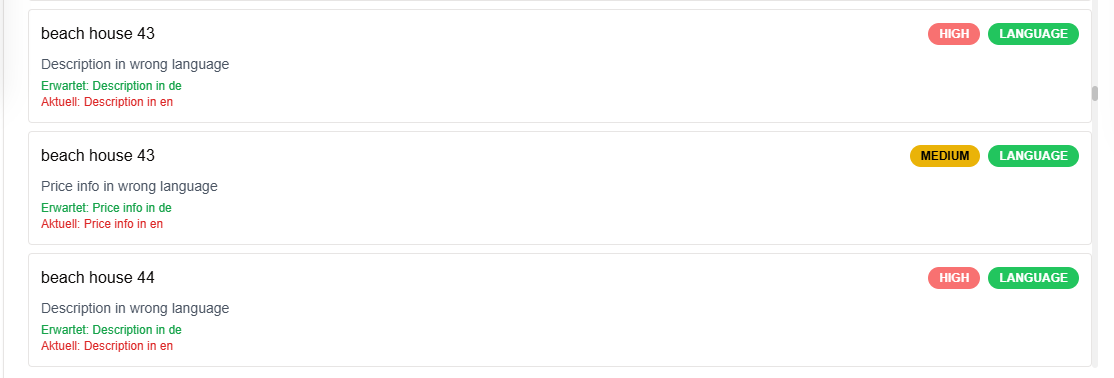 beach house 43
HIGH
LANGUAGE
Description in wrong language
Erwartet: Description in de
Aktuell: Description in en
beach house 43
MEDIUM
LANGUAGE
Price info in wrong language
Erwartet: Price info in de
Aktuell: Price info in en
beach house 44
HIGH
LANGUAGE
Description in wrong language
Erwartet: Description in de
Aktuell: Description in en